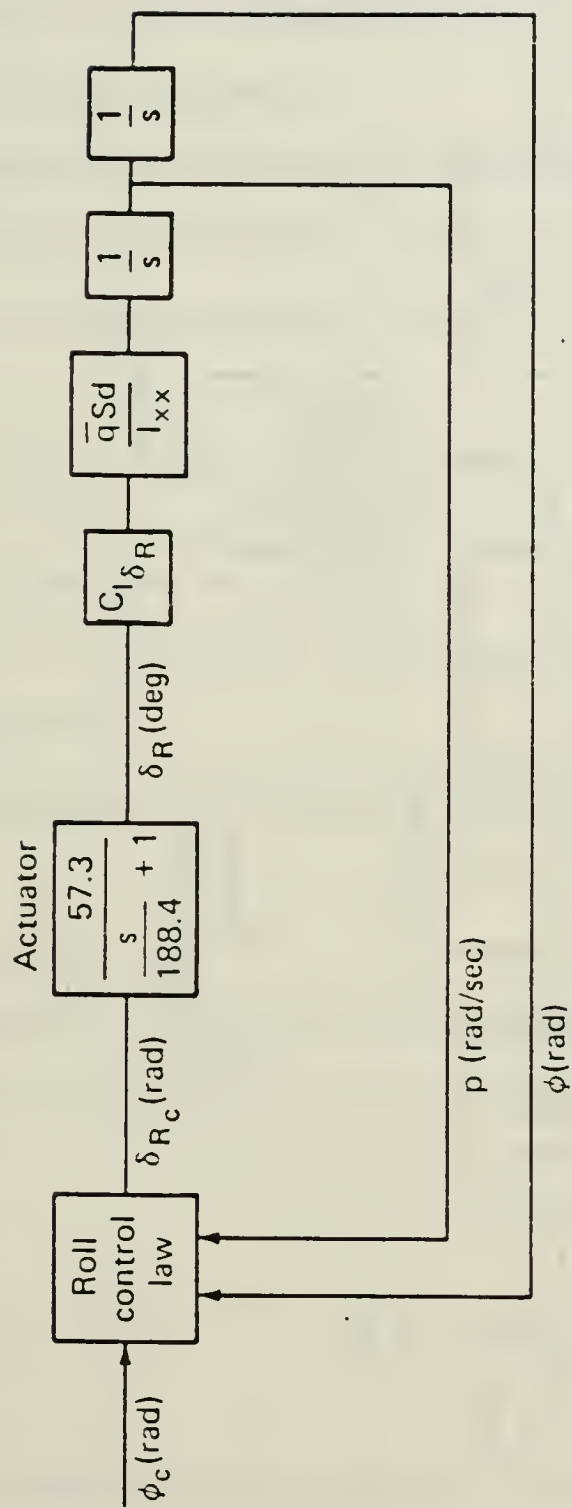 Actuator
φc(rad)
Roll
control
law
δRc(rad)
57.3
s
188.4
+ 1
δR(deg)
ClδR
q̄Sd
Ixx
1
s
1
s
p (rad/sec)
φ(rad)